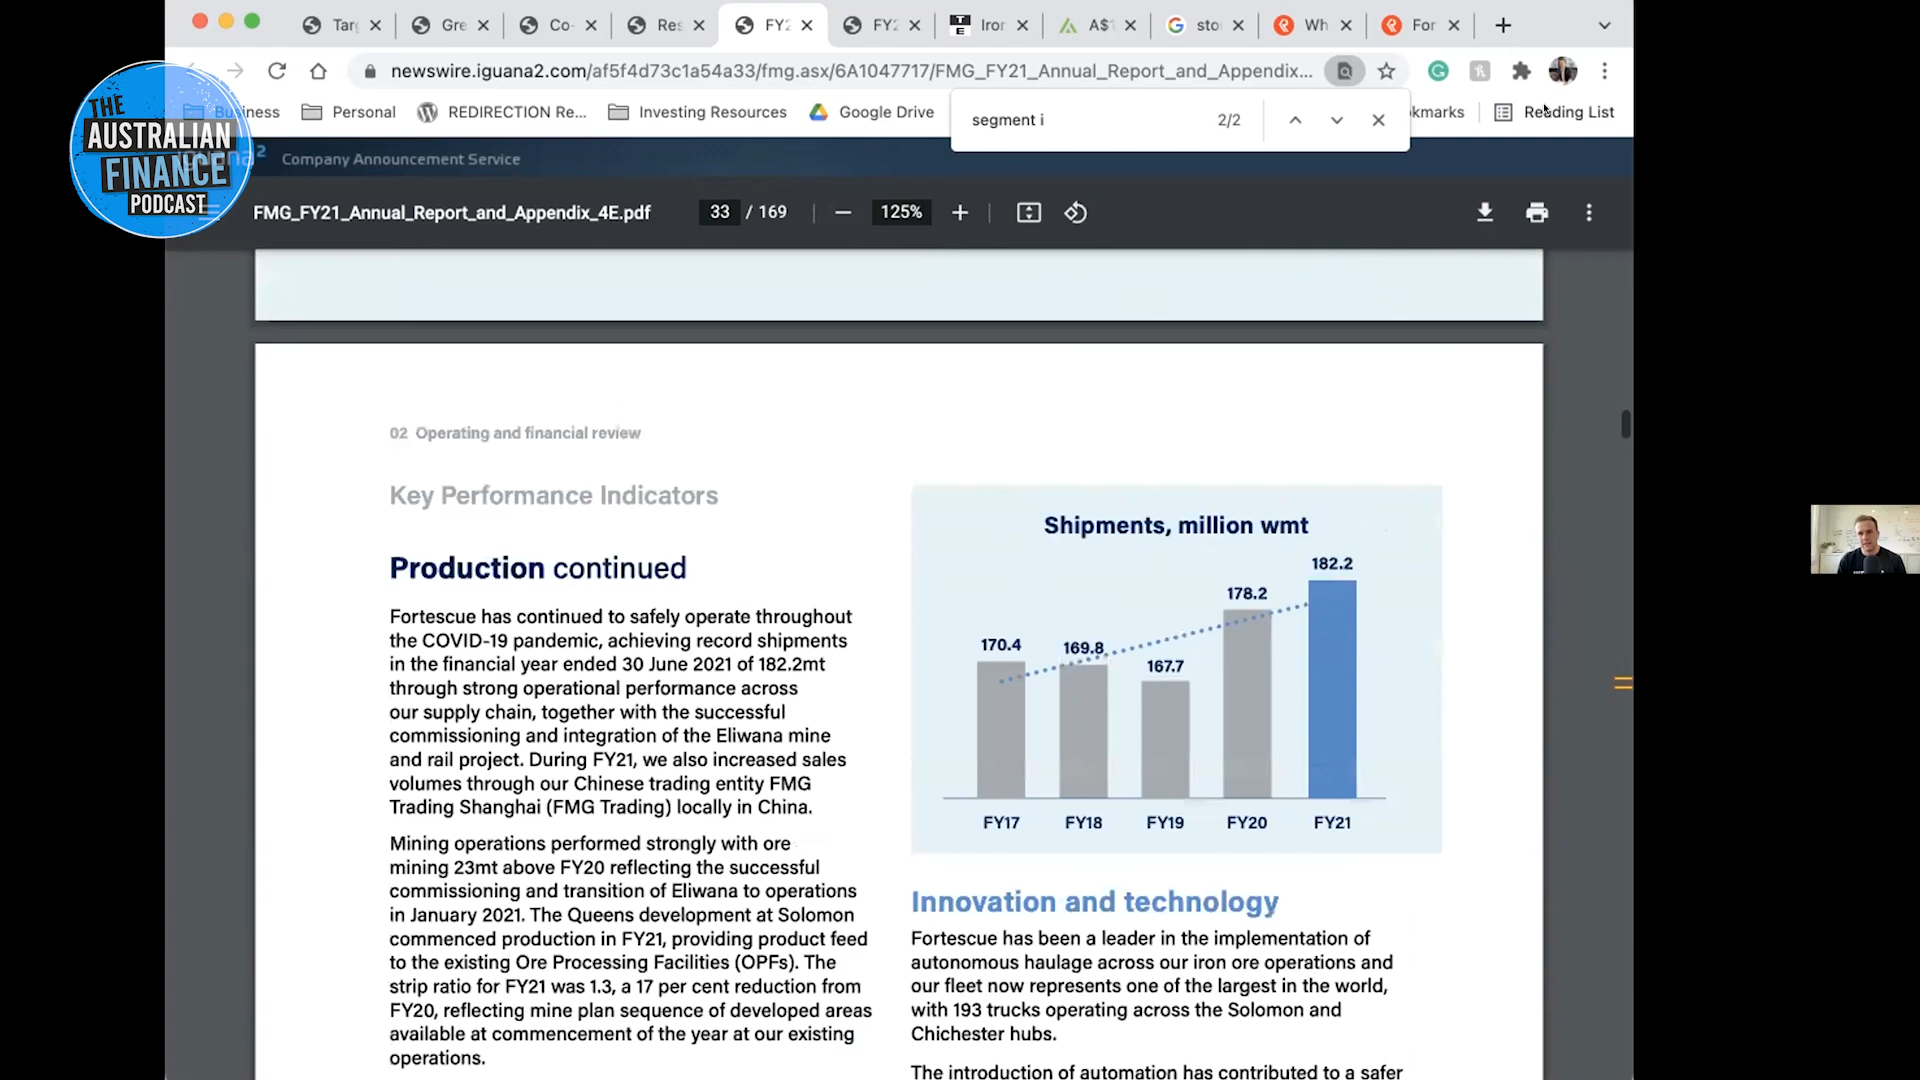 Tar
Gre
Co-
Res
FY2
FY2
Iron
A$1
sto
Wh
For
newswire.iguana2.com/af5f4d73c1a54a33/fmg.asx/6A1047717/FMG_FY21_Annual_Report_and_Appendix...
THE
AUSTRALIAN
FINANCE
PODCAST
Business
Personal
REDIRECTION Re...
Investing Resources
Google Drive
segment i
2/2
okmarks
Reading List
Company Announcement Service
FMG_FY21_Annual_Report_and_Appendix_4E.pdf
33 / 169
125%
02 Operating and financial review
Key Performance Indicators
Production continued
Fortescue has continued to safely operate throughout
the COVID-19 pandemic, achieving record shipments
in the financial year ended 30 June 2021 of 182.2mt
through strong operational performance across
our supply chain, together with the successful
commissioning and integration of the Eliwana mine
and rail project. During FY21, we also increased sales
volumes through our Chinese trading entity FMG
Trading Shanghai (FMG Trading) locally in China.
Mining operations performed strongly with ore
mining 23mt above FY20 reflecting the successful
commissioning and transition of Eliwana to operations
in January 2021. The Queens development at Solomon
commenced production in FY21, providing product feed
to the existing Ore Processing Facilities (OPFs). The
strip ratio for FY21 was 1.3, a 17 per cent reduction from
FY20, reflecting mine plan sequence of developed areas
available at commencement of the year at our existing
operations.
Shipments, million wmt
170.4
169.8
167.7
178.2
182.2
FY17
FY18
FY19
FY20
FY21
Innovation and technology
Fortescue has been a leader in the implementation of
autonomous haulage across our iron ore operations and
our fleet now represents one of the largest in the world,
with 193 trucks operating across the Solomon and
Chichester hubs.
The introduction of automation has contributed to a safer